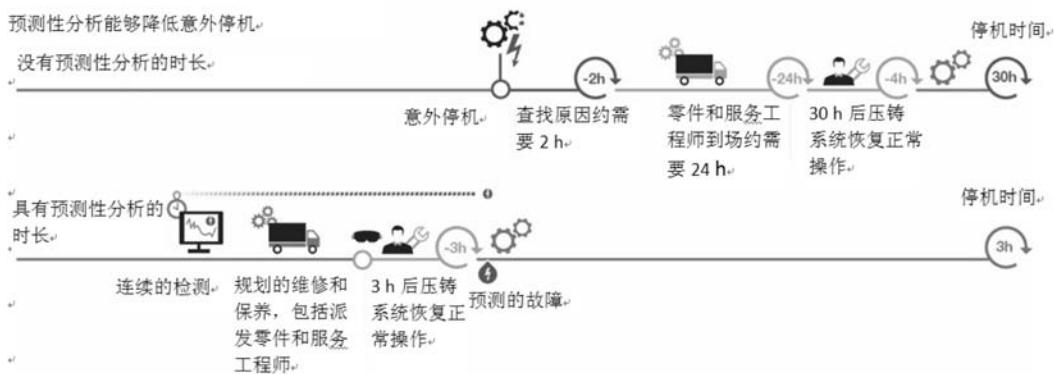 预测性分析能够降低意外停机
停机时间
没有预测性分析的时长
-2h
-24h
-4h
30h
意外停机
查找原因约需
要 2 h
零件和服务工
程师到场约需
要 24 h
30 h 后压铸
系统恢复正常
操作
具有预测性分析的
时长
停机时间
-3h
3h
连续的检测
规划的维修和
保养，包括派
发零件和服务
工程师
3 h 后压铸
系统恢复正
常操作
预测的故障